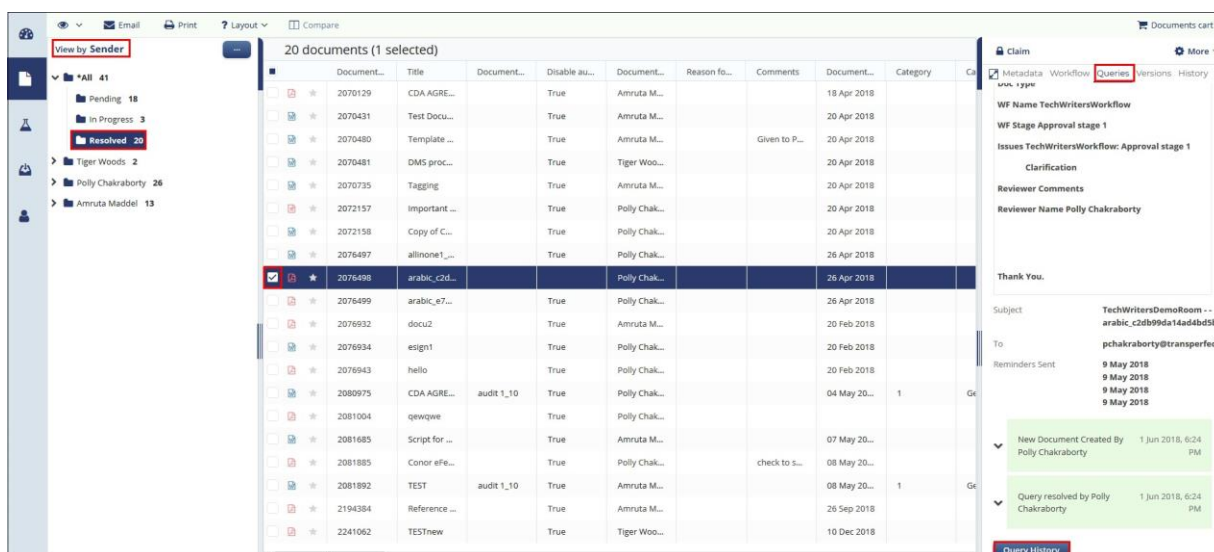 Email Print ? Layout Compare Documents cart
View by Sender ...
*All 41
Pending 18
In Progress 3
Resolved 20
Tiger Woods 2
Polly Chakraborty 26
Amruta Maddel 13
20 documents (1 selected)
Document... Title Document... Disable au... Document... Reason fo... Comments Document... Category Ca
2070129 CDA AGRE... True Amruta M... 18 Apr 2018
2070431 Test Docu... True Amruta M... 20 Apr 2018
2070480 Template ... True Amruta M... Given to P... 20 Apr 2018
2070481 DMS proc... True Tiger Woo... 20 Apr 2018
2070735 Tagging True Amruta M... 20 Apr 2018
2072157 Important ... True Polly Chak... 20 Apr 2018
2072158 Copy of C... True Polly Chak... 20 Apr 2018
2076497 allinone1_... True Polly Chak... 26 Apr 2018
2076498 arabic_c2d... Polly Chak... 26 Apr 2018
2076499 arabic_e7... True Polly Chak... 26 Apr 2018
2076932 docu2 True Amruta M... 20 Feb 2018
2076934 esign1 True Polly Chak... 20 Feb 2018
2076943 hello True Polly Chak... 20 Feb 2018
2080975 CDA AGRE... audit 1_10 True Polly Chak... 04 May 20... 1 Ge
2081004 qewqwe True Polly Chak...
2081685 Script for ... True Amruta M... 07 May 20...
2081885 Conor eFe... True Polly Chak... check to s... 08 May 20...
2081892 TEST audit 1_10 True Amruta M... 08 May 20... 1 Ge
2194384 Reference ... True Amruta M... 26 Sep 2018
2241062 TESTnew True Tiger Woo... 10 Dec 2018
Claim More
Metadata Workflow Queries Versions History
Doc Type
WF Name TechWritersWorkflow
WF Stage Approval stage 1
Issues TechWritersWorkflow: Approval stage 1
Clarification
Reviewer Comments
Reviewer Name Polly Chakraborty
Thank You.
Subject TechWritersDemoRoom - -
arabic_c2db99da14ad4bd5
To pchakraborty@transperfec
Reminders Sent 9 May 2018
9 May 2018
9 May 2018
9 May 2018
New Document Created By 1 Jun 2018, 6:24
Polly Chakraborty PM
Query resolved by Polly 1 Jun 2018, 6:24
Chakraborty PM
Query History